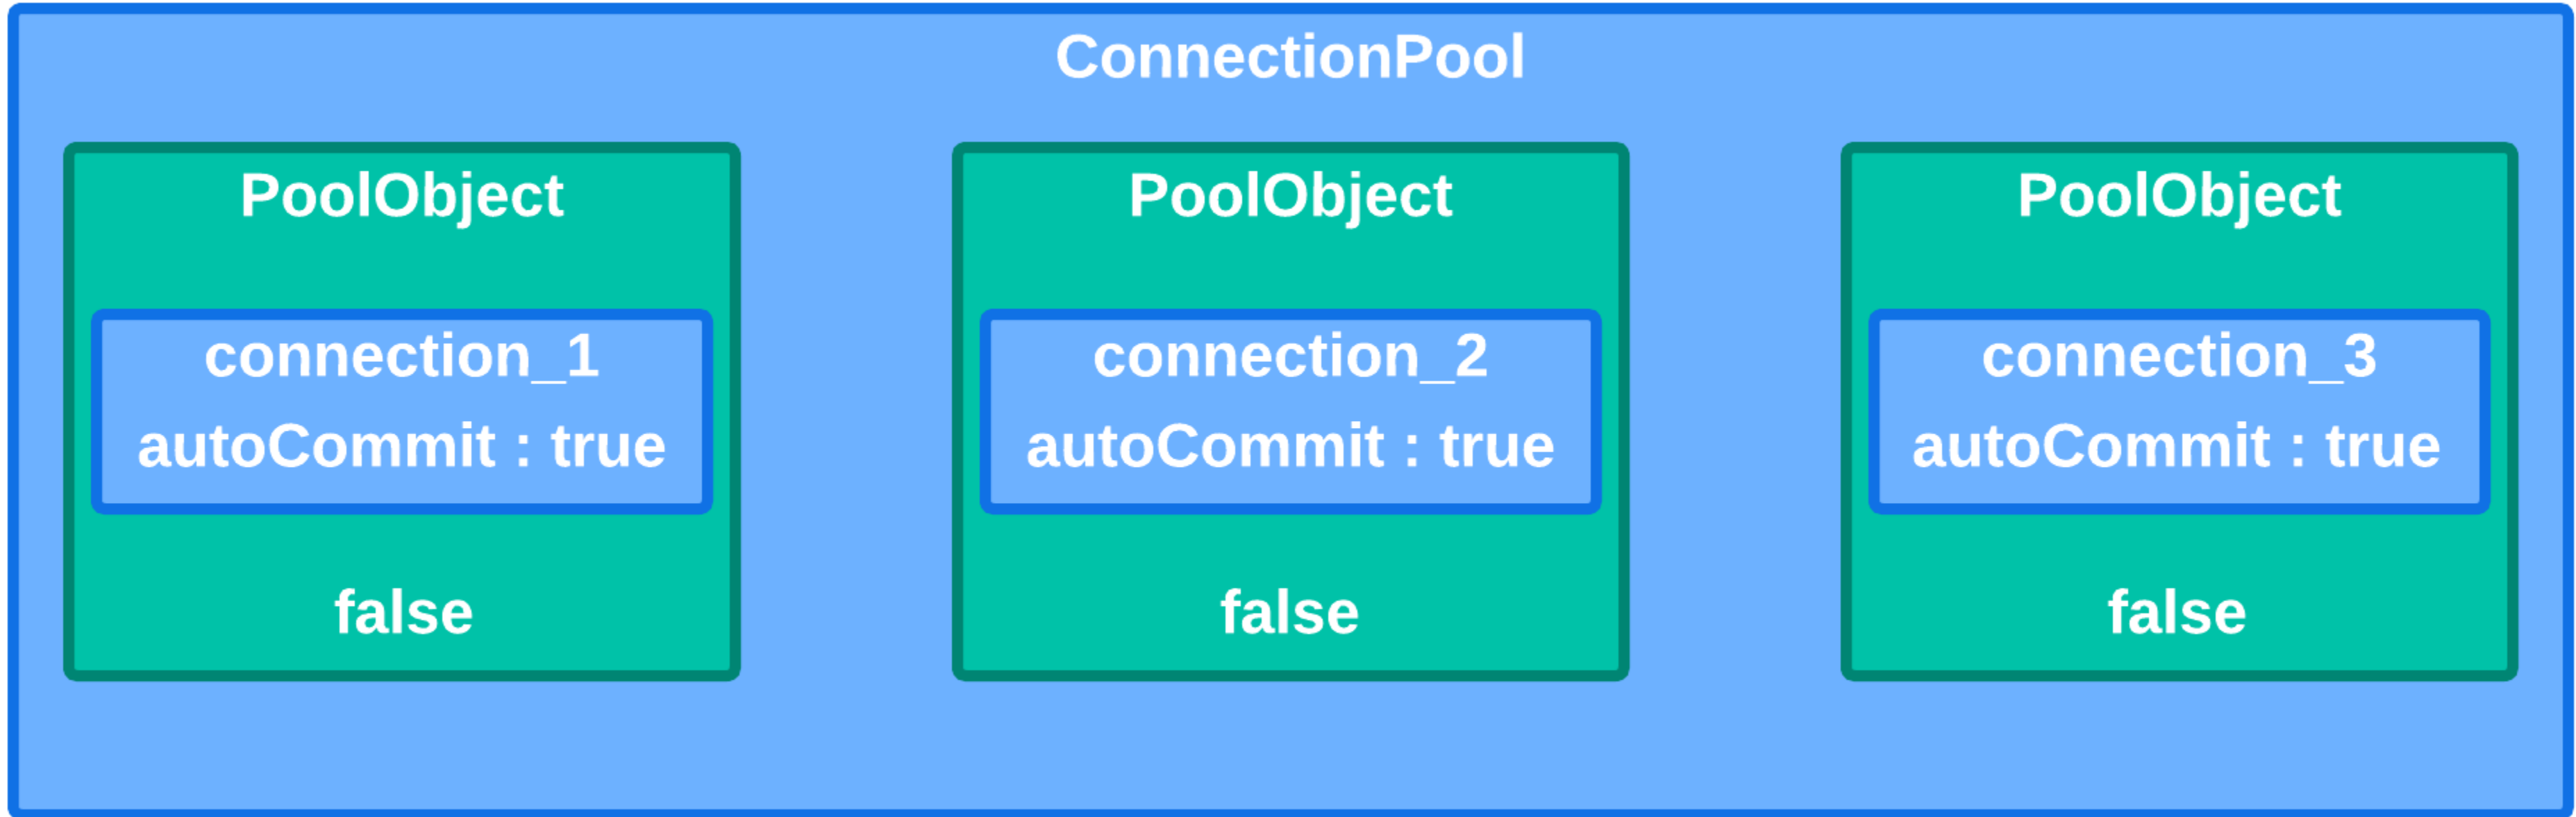 ConnectionPool
PoolObject
connection_1
autoCommit : true
false
PoolObject
connection_2
autoCommit : true
false
PoolObject
connection_3
autoCommit : true
false